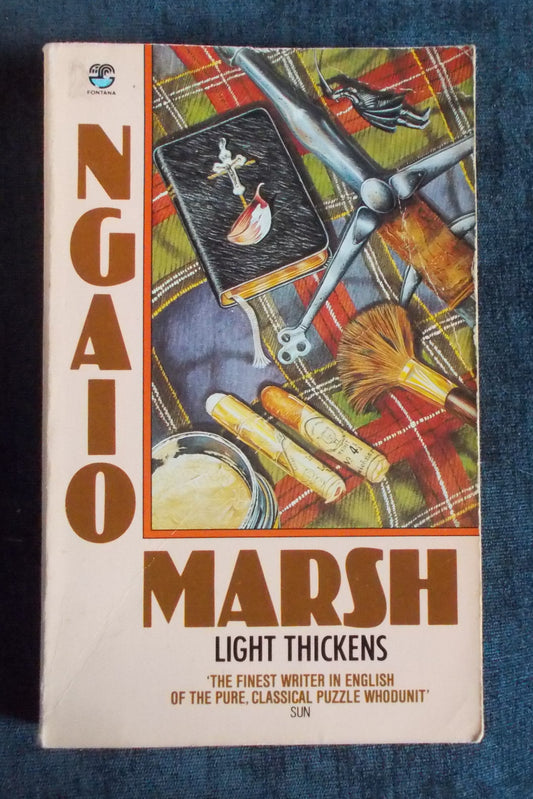 FONTANA
NGAIO
MARSH
LIGHT THICKENS
'THE FINEST WRITER IN ENGLISH
OF THE PURE, CLASSICAL PUZZLE WHODUNIT'
SUN